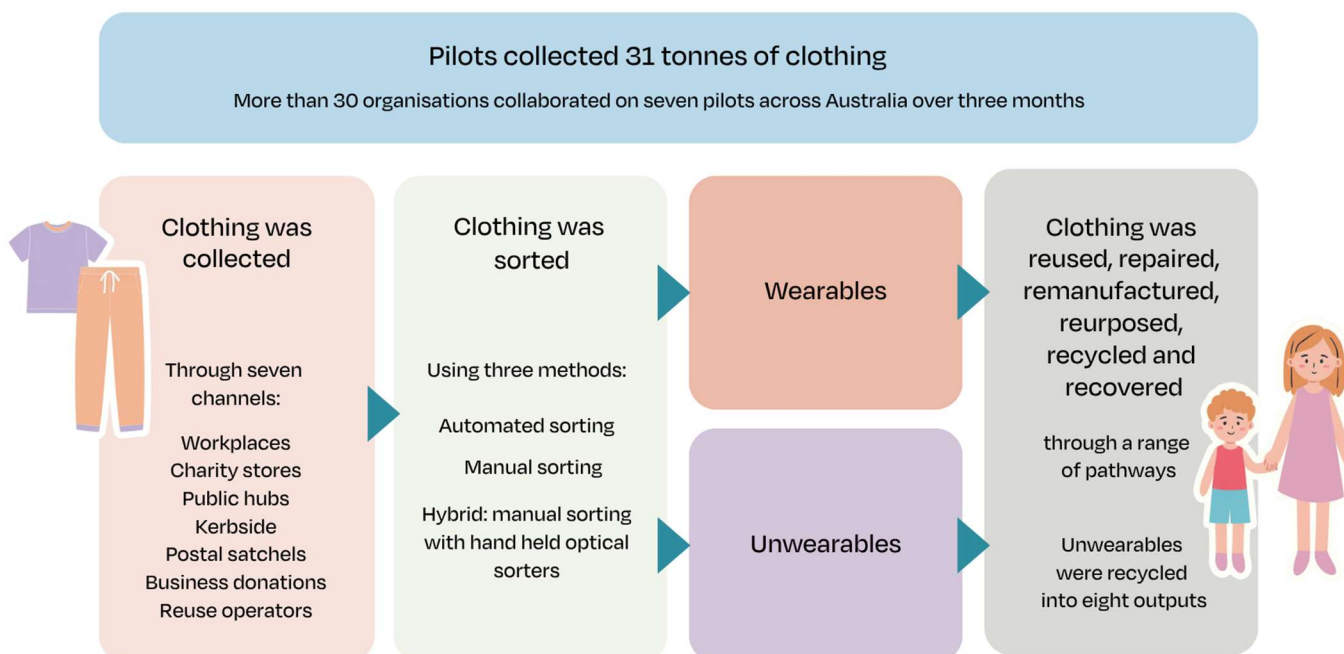 Pilots collected 31 tonnes of clothing
More than 30 organisations collaborated on seven pilots across Australia over three months
Clothing was
collected
Through seven
channels:
Workplaces
Charity stores
Public hubs
Kerbside
Postal satchels
Business donations
Reuse operators
Clothing was
sorted
Using three methods:
Automated sorting
Manual sorting
Hybrid: manual sorting
with hand held optical
sorters
Wearables
Unwearables
Clothing was
reused, repaired,
remanufactured,
reurposed,
recycled and
recovered
through a range
of pathways
Unwearables
were recycled
into eight outputs